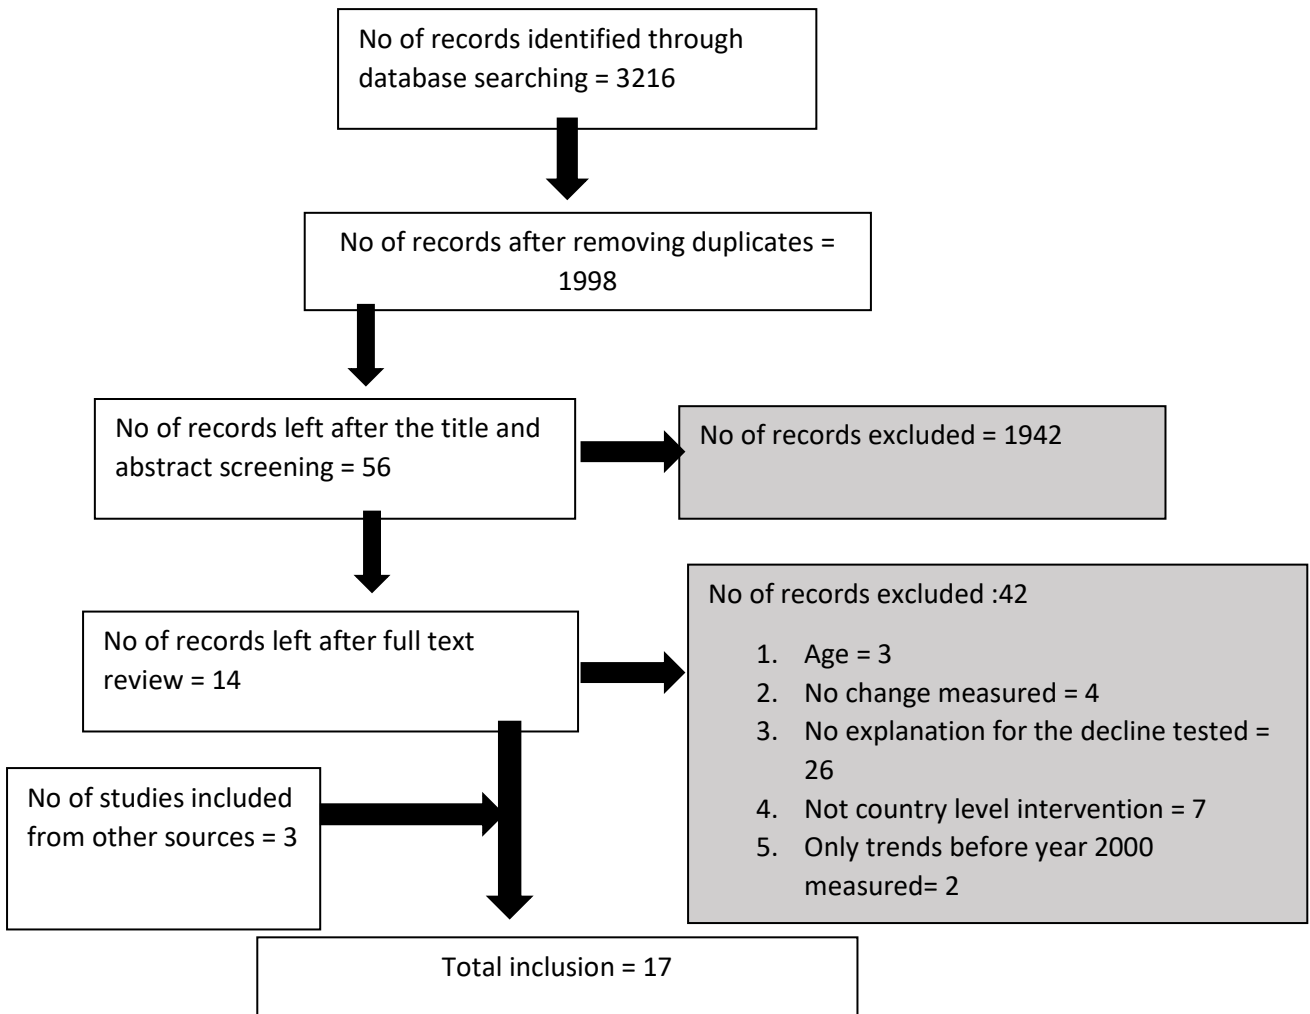 No of records identified through
database searching = 3216
No of records after removing duplicates =
1998
No of records left after the title and
abstract screening = 56
No of records excluded = 1942
No of records left after full text
review = 14
No of records excluded :42
1. Age = 3
2. No change measured = 4
3. No explanation for the decline tested =
26
4. Not country level intervention = 7
5. Only trends before year 2000
measured= 2
No of studies included
from other sources = 3
Total inclusion = 17